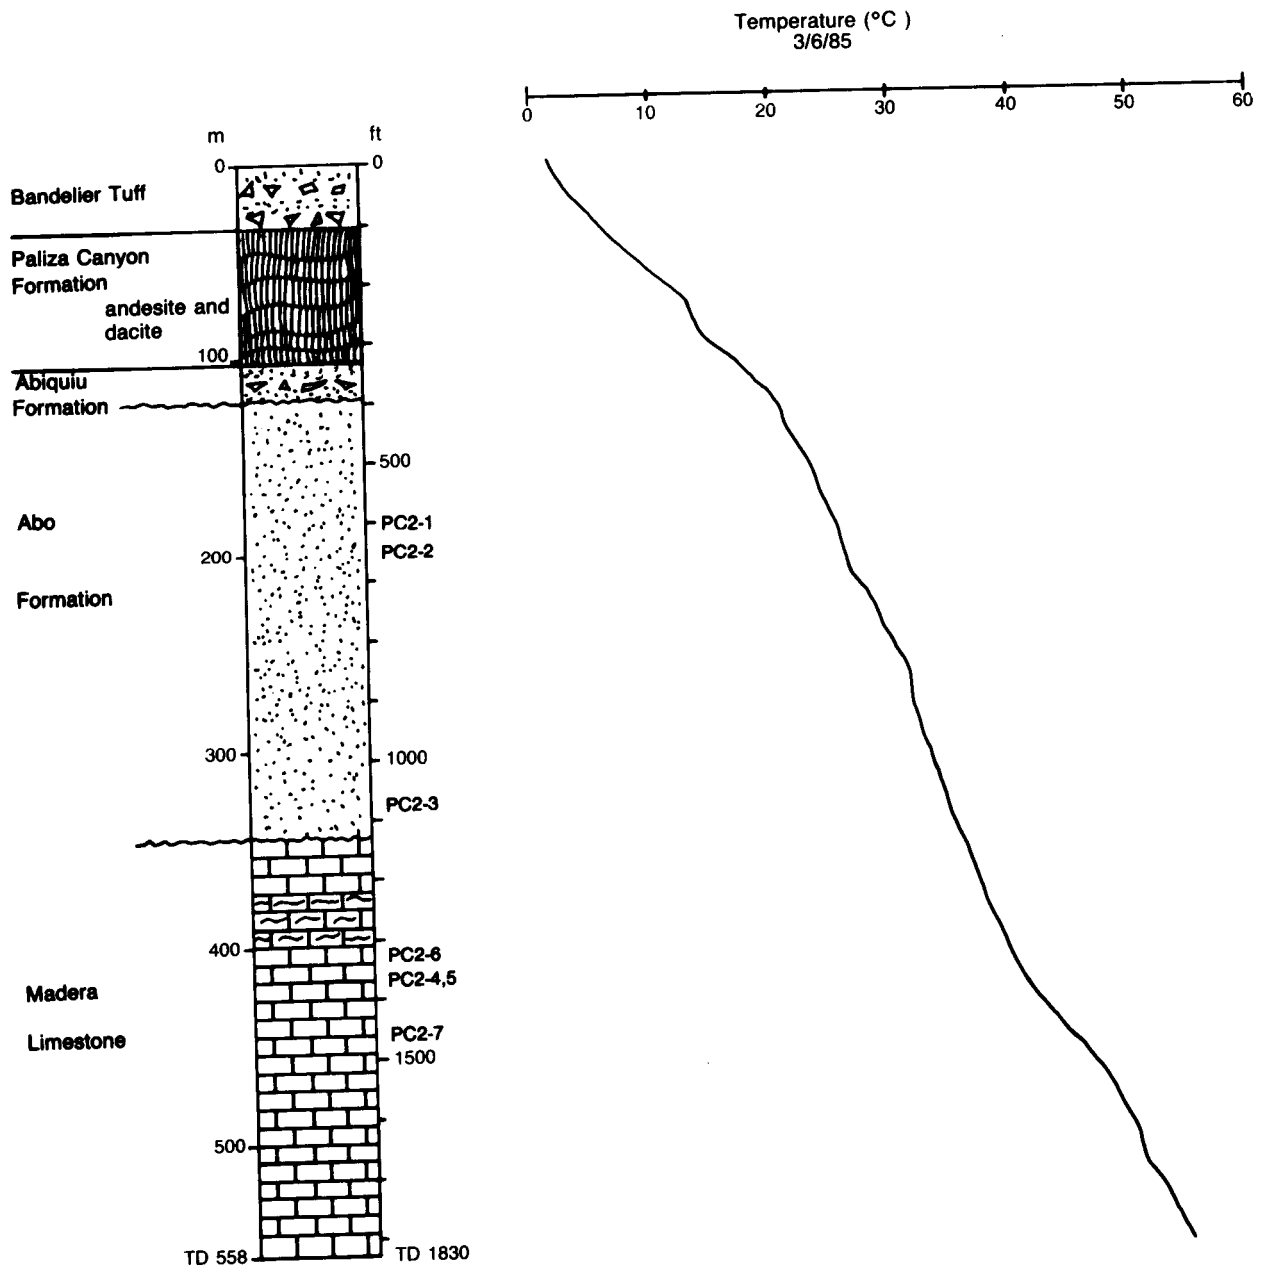 Temperature (°C )
3/6/85
0 10 20 30 40 50 60
m ft
0 0
Bandelier Tuff
Paliza Canyon
Formation
andesite and
dacite
100
Abiquiu
Formation
500
Abo
PC2-1
PC2-2
200
Formation
300
1000
PC2-3
400
PC2-6
PC2-4,5
Madera
PC2-7
Limestone
1500
500
TD 558
TD 1830